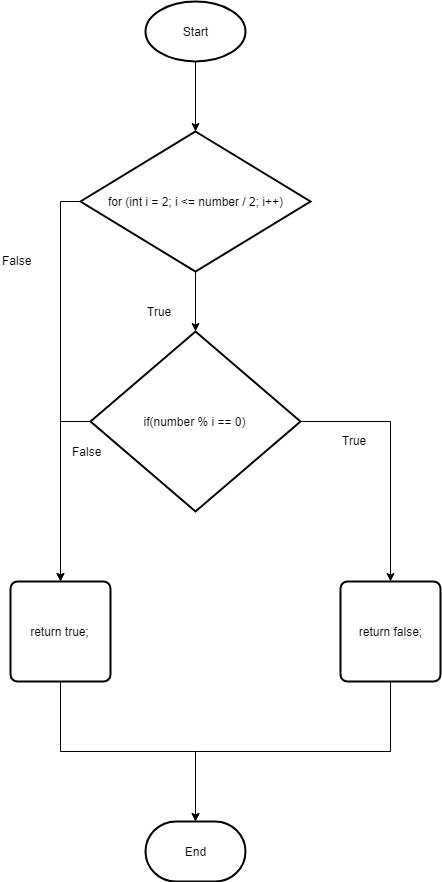 Start
for (int i = 2; i <= number / 2; i++)
False
True
if(number % i == 0)
True
False
return true;
return false;
End